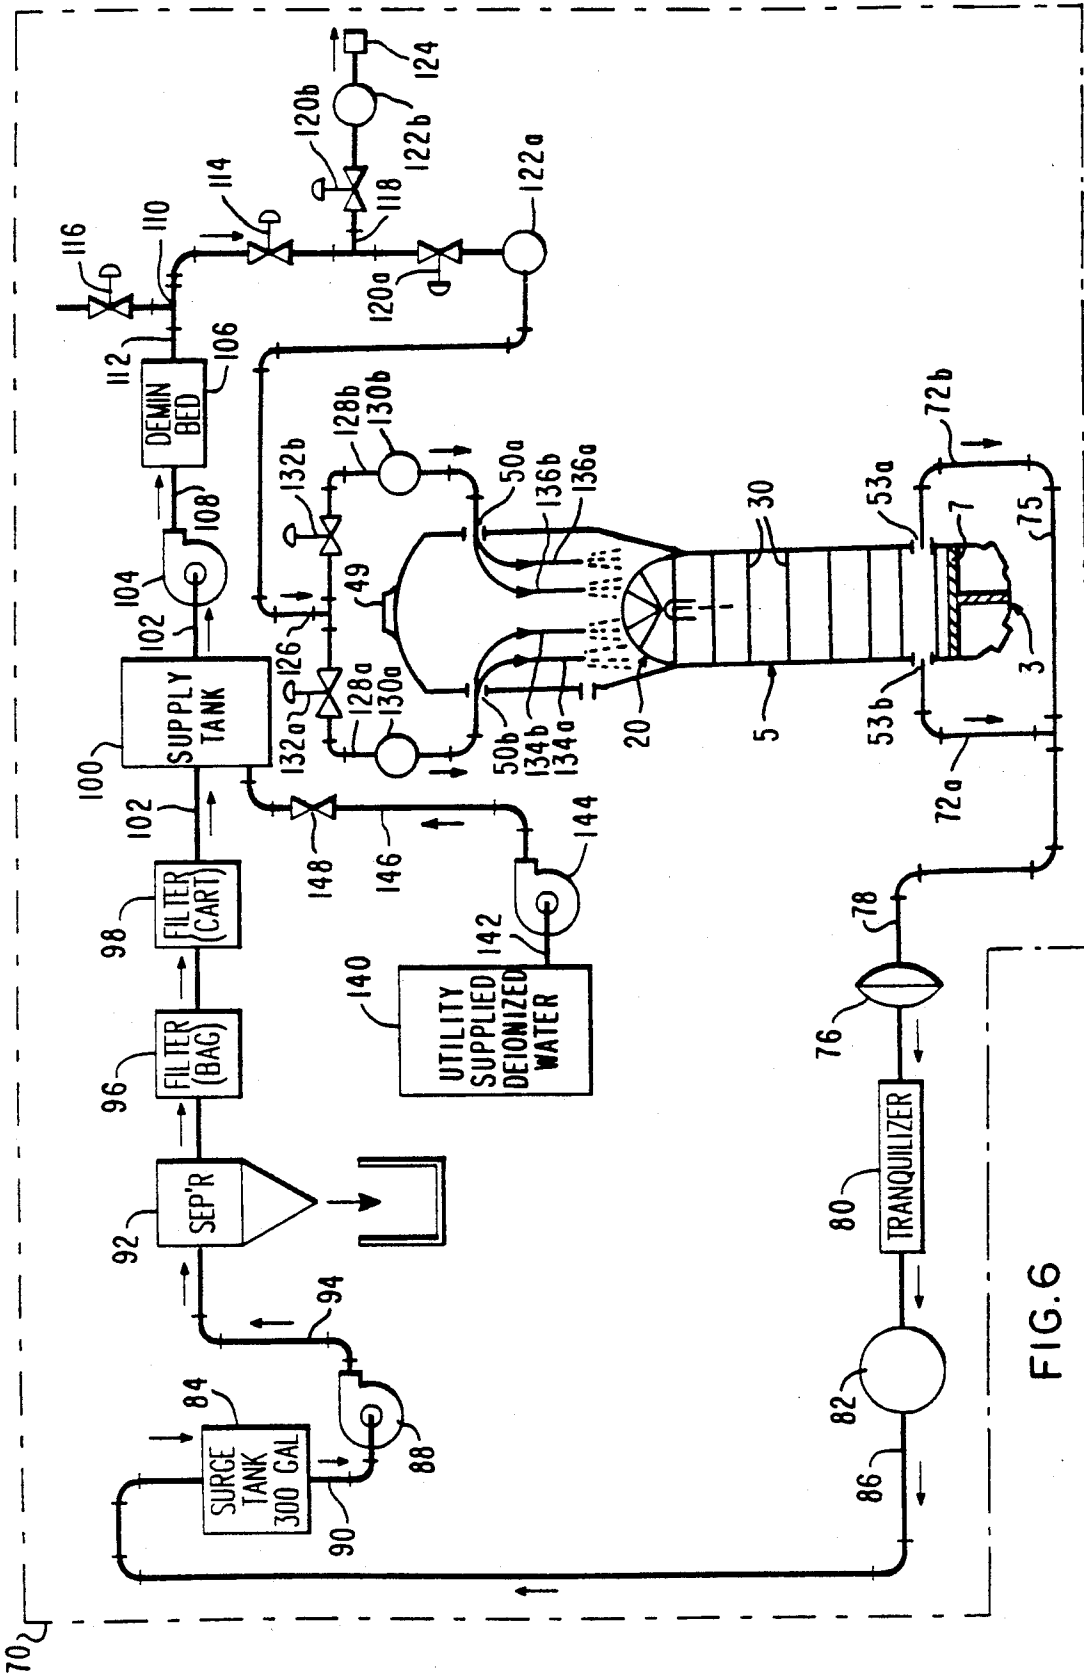 70
SURGE
TANK
300 GAL
84
90
88
94
92
SEP'R
96
FILTER
(BAG)
98
FILTER
(CART)
102
100
SUPPLY
TANK
102
104
108
DEMIN
BED
106
112
110
116
114
118
120b
122b
124
120a
122a
126
132a
128a
130a
132b
128b
130b
49
50a
136b
136a
50b
134b
134a
20
30
5
53a
53b
7
3
72b
72a
75
148
146
144
142
140
UTILITY
SUPPLIED
DEIONIZED
WATER
78
76
80
TRANQUILIZER
82
86
FIG.6